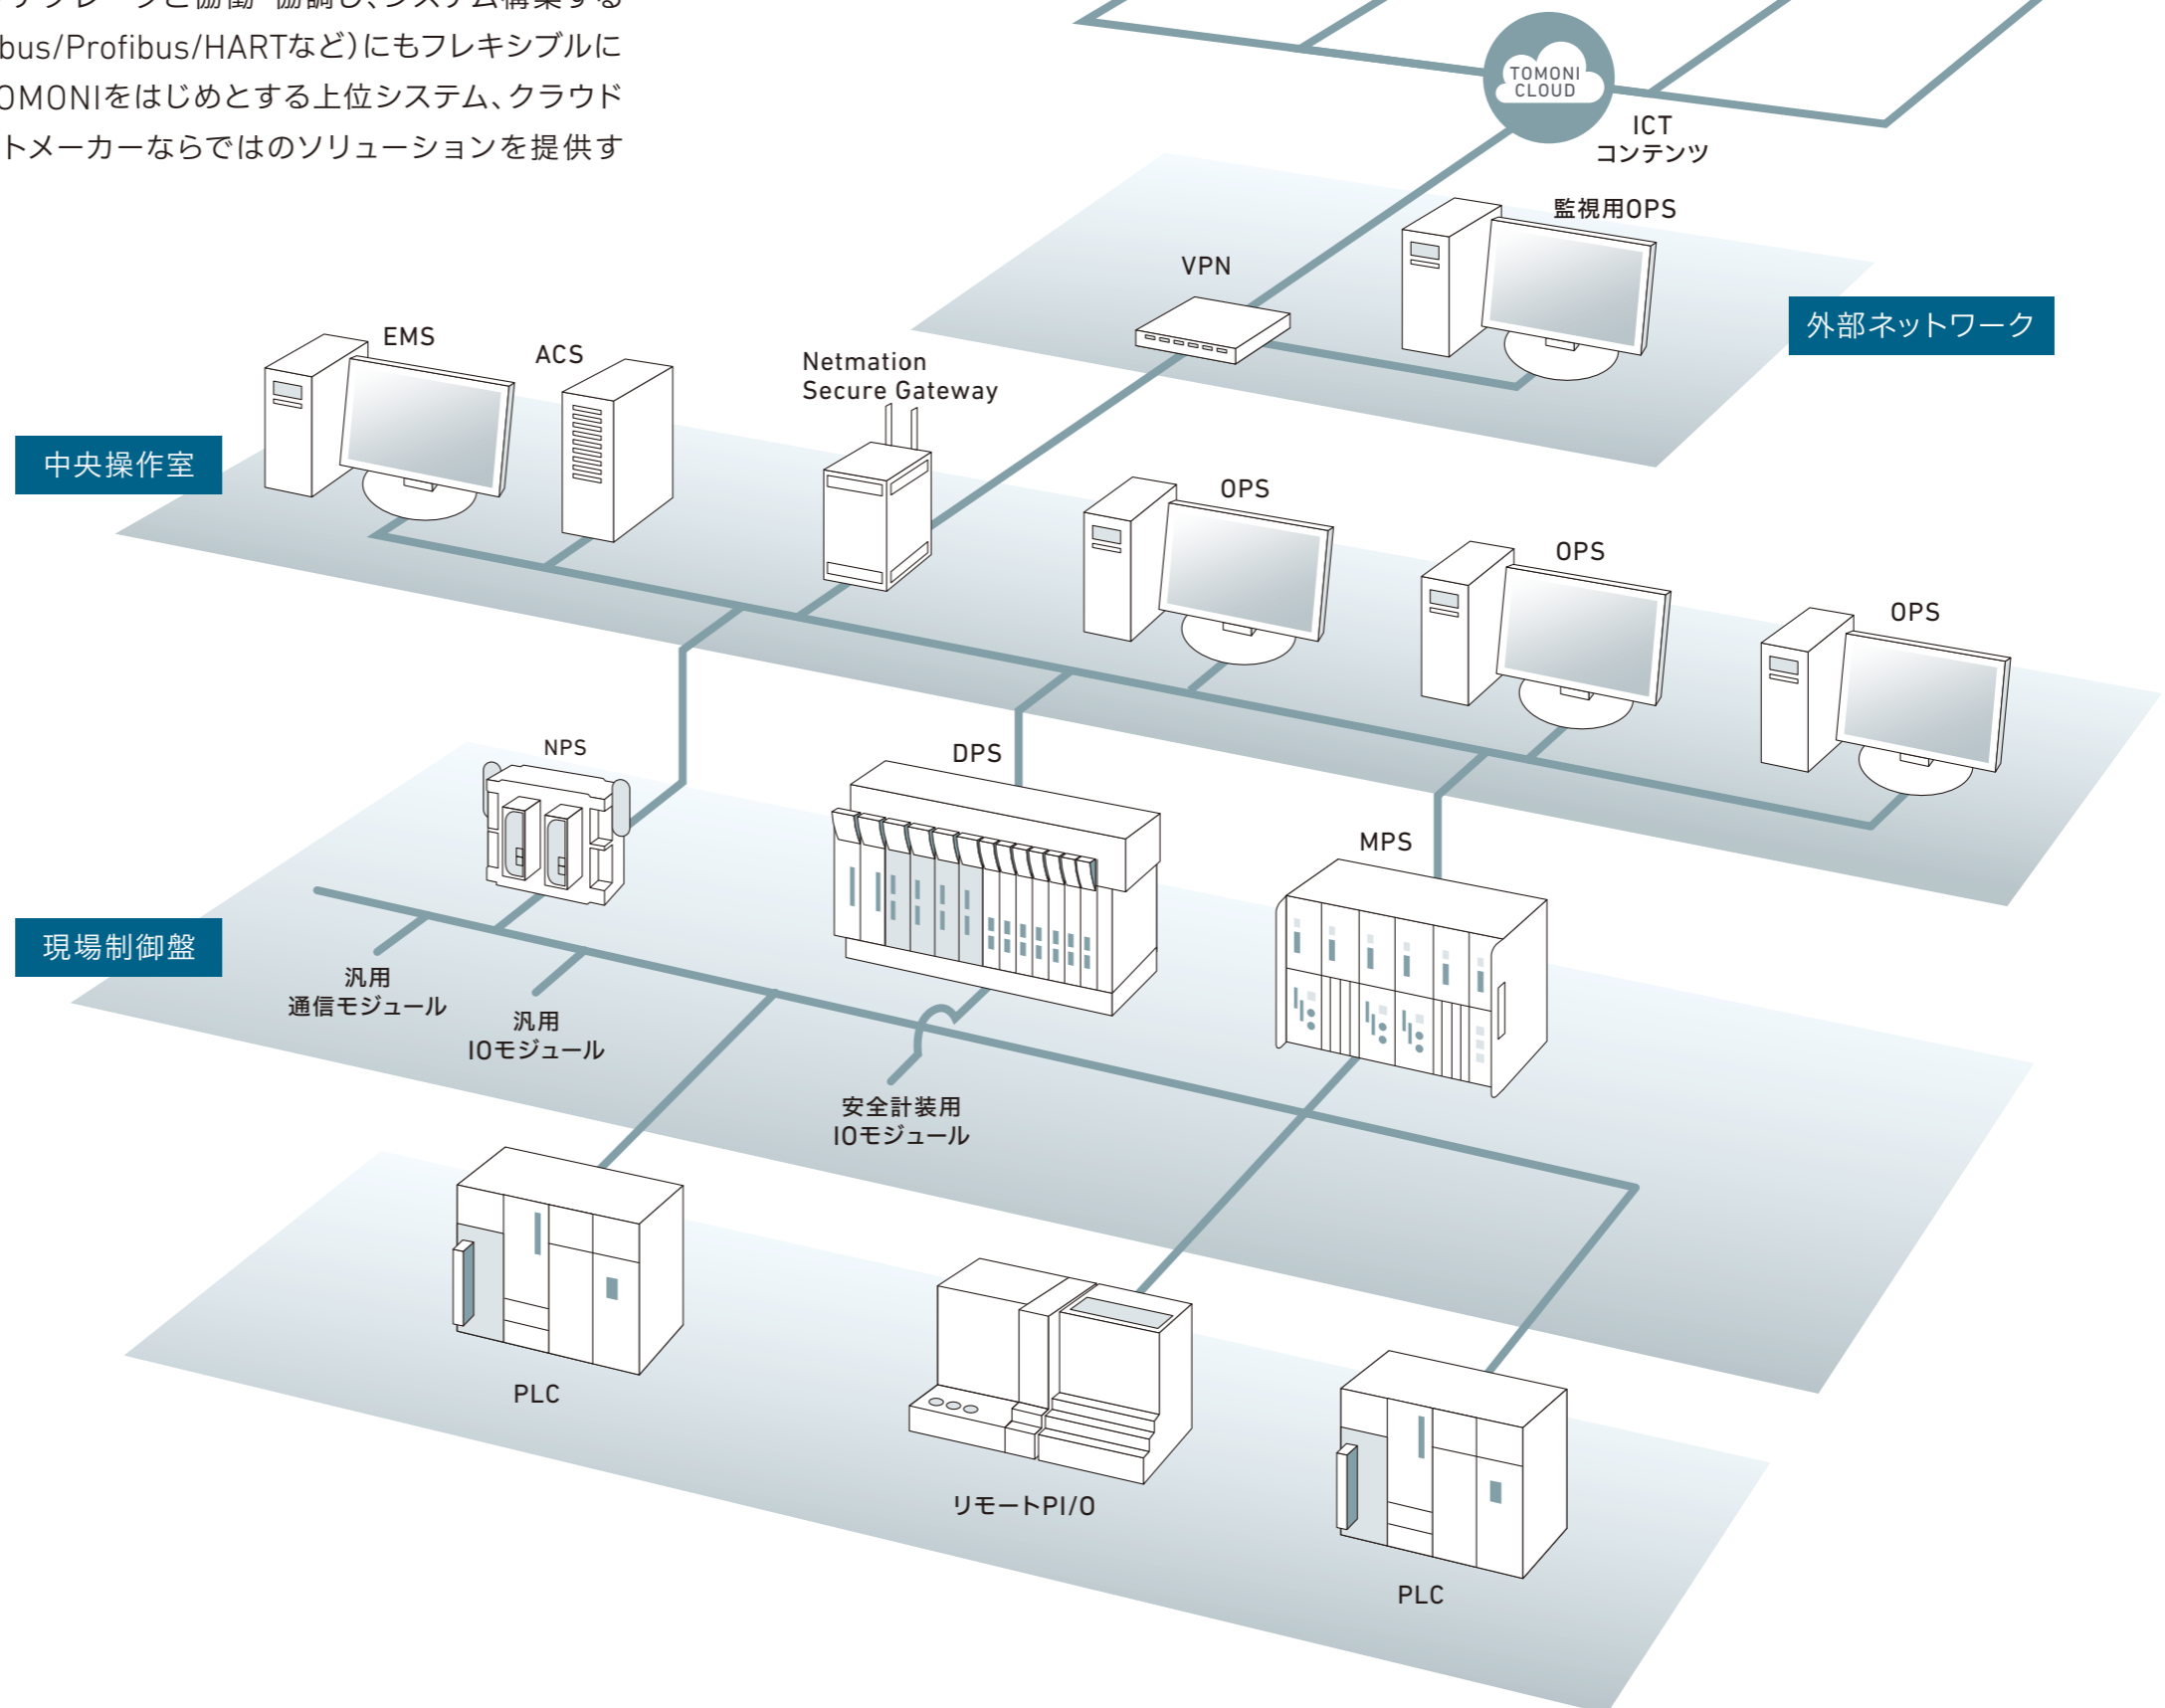 bus/Profibus/HARTなど)にもフレキシブルに
OMONIをはじめとする上位システム、クラウド
トメーカーならではのソリューションを提供す
TOMONI
CLOUD
ICT
コンテンツ
監視用OPS
VPN
外部ネットワーク
EMS
ACS
Netmation
Secure Gateway
中央操作室
OPS
OPS
OPS
NPS
DPS
MPS
現場制御盤
汎用
通信モジュール
汎用
IOモジュール
安全計装用
IOモジュール
PLC
リモートPI/O
PLC